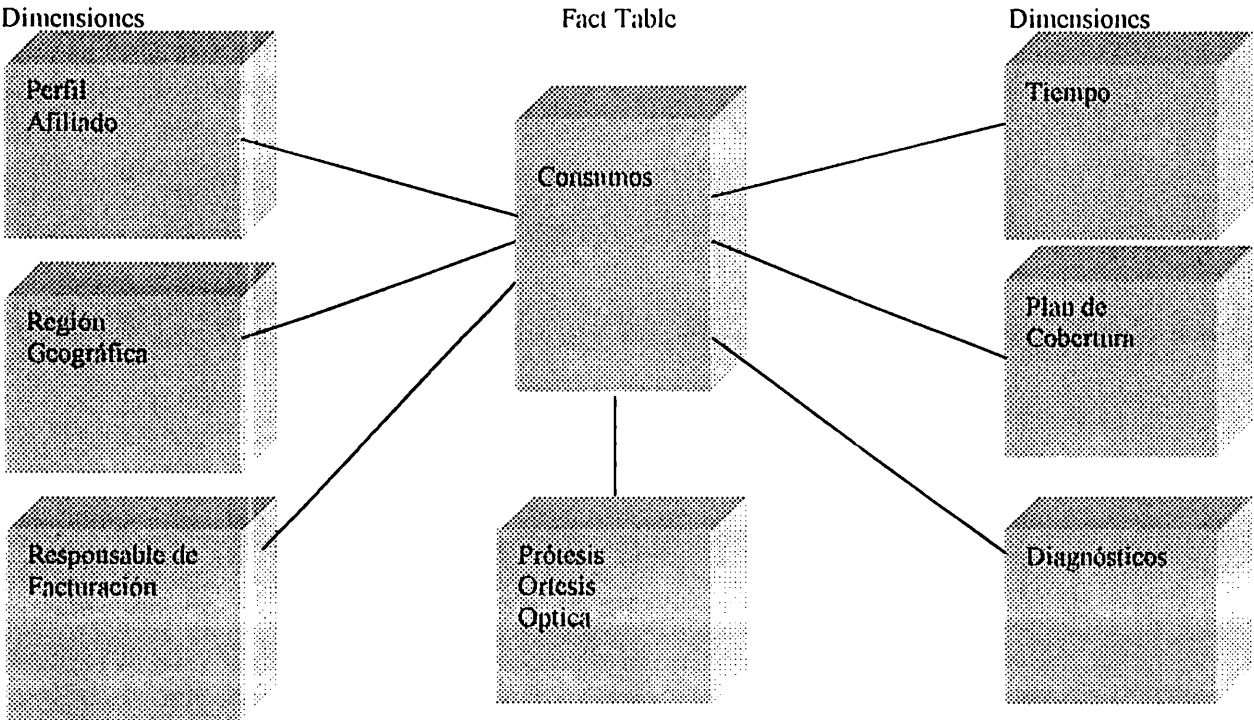 Dimensiones
Fact Table
Dimensiones
Perfil
Afiliado
Consumos
Tiempo
Región
Geográfica
Plan de
Cobertura
Responsable de
Facturación
Prótesis
Ortesis
Optica
Diagnósticos